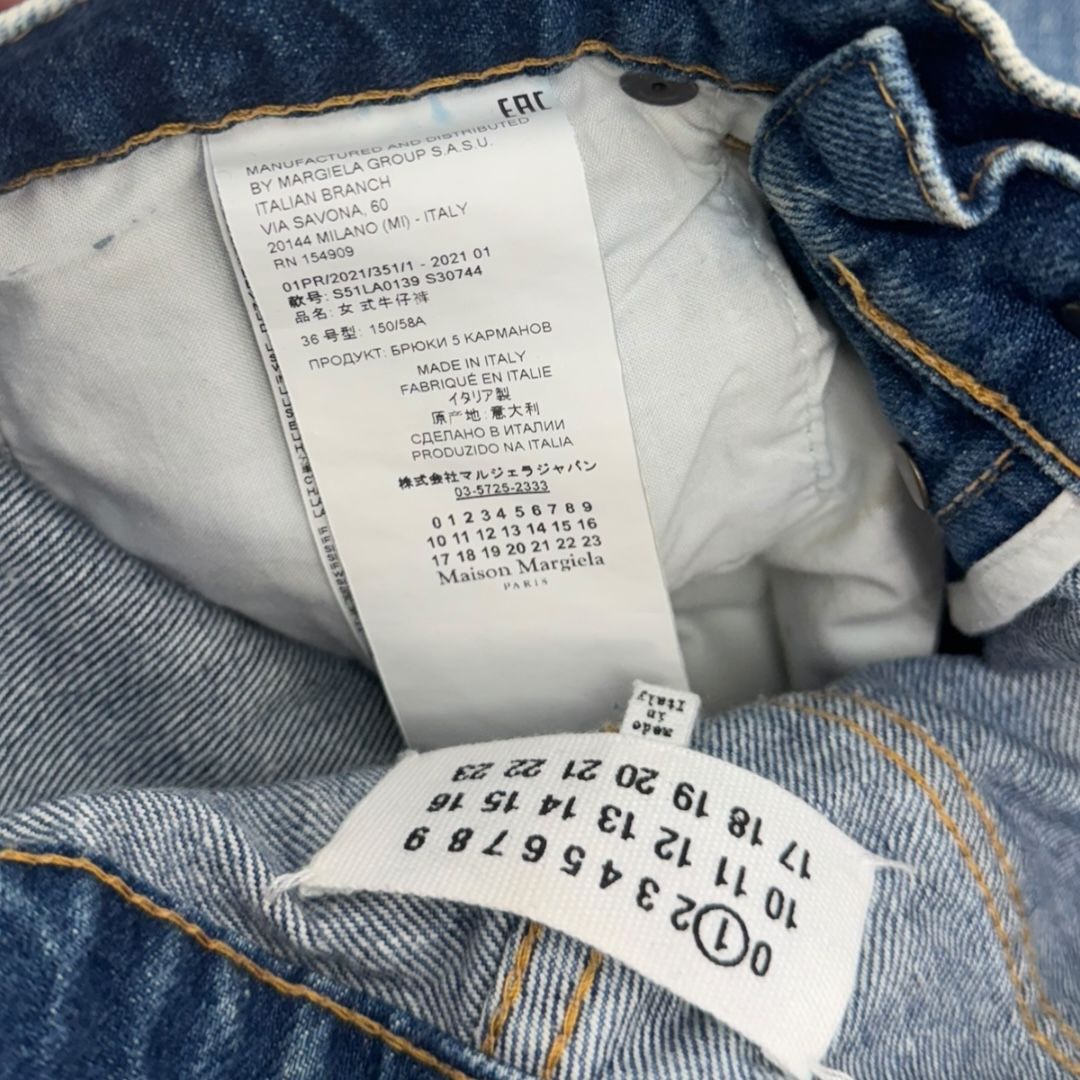 EAC
MANUFACTURED AND DISTRIBUTED
BY MARGIELA GROUP S.A.S.U.
ITALIAN BRANCH
VIA SAVONA, 60
20144 MILANO (MI) - ITALY
RN 154909
01PR/2021/351/1 - 2021 01
款号: S51LA0139 S30744
品名: 女式牛仔裤
36 号型: 150/58A
ПРОДУКТ: БРЮКИ 5 КАРМАНОВ
MADE IN ITALY
FABRIQUÉ EN ITALIE
イタリア製
原产地: 意大利
СДЕЛАНО В ИТАЛИИ
PRODUZIDO NA ITALIA
株式会社マルジェラジャパン
03-5725-2333
0 1 2 3 4 5 6 7 8 9
10 11 12 13 14 15 16
17 18 19 20 21 22 23
Maison Margiela
PARIS
made
in
Italy
0 1 2 3 4 5 6 7 8 9
10 11 12 13 14 15 16
17 18 19 20 21 22 23